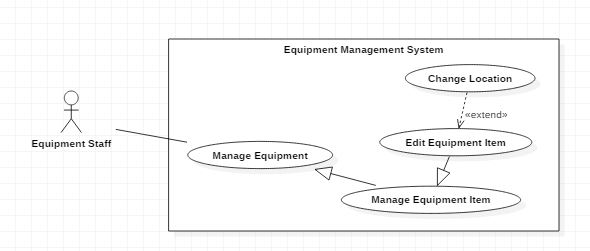 Equipment Management System
Change Location
«extend»
Equipment Staff
Edit Equipment Item
Manage Equipment
Manage Equipment Item